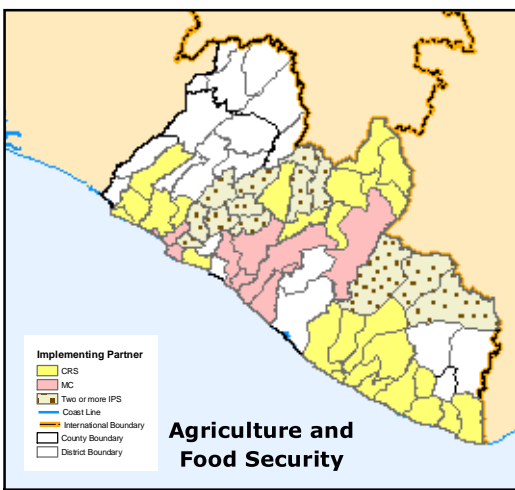 Implementing Partner
CRS
MC
Two or more IPS
Coast Line
International Boundary
County Boundary
District Boundary
Agriculture and
Food Security